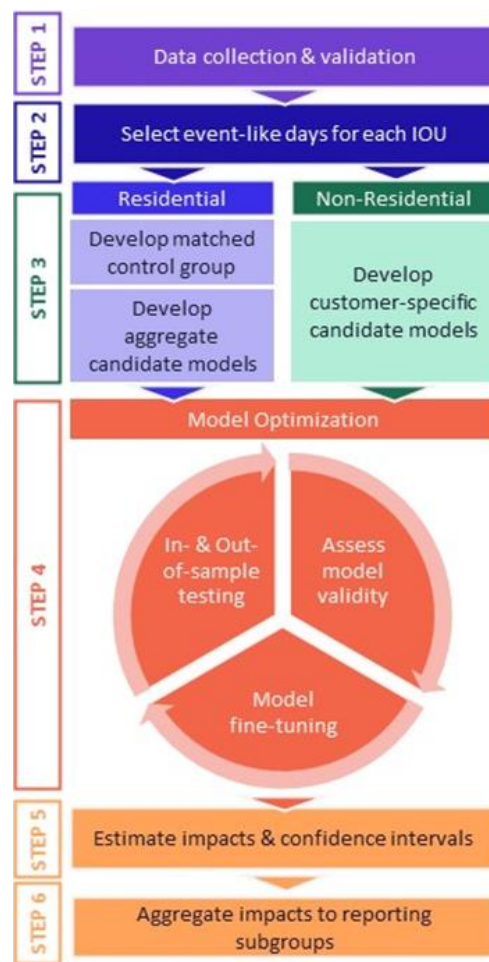 STEP 1
Data collection & validation
STEP 2
Select event-like days for each IOU
STEP 3
Residential
Non-Residential
Develop matched
control group
Develop
aggregate
candidate models
Develop
customer-specific
candidate models
STEP 4
Model Optimization
In- & Out-
of-sample
testing
Assess
model
validity
Model
fine-tuning
STEP 5
Estimate impacts & confidence intervals
STEP 6
Aggregate impacts to reporting
subgroups